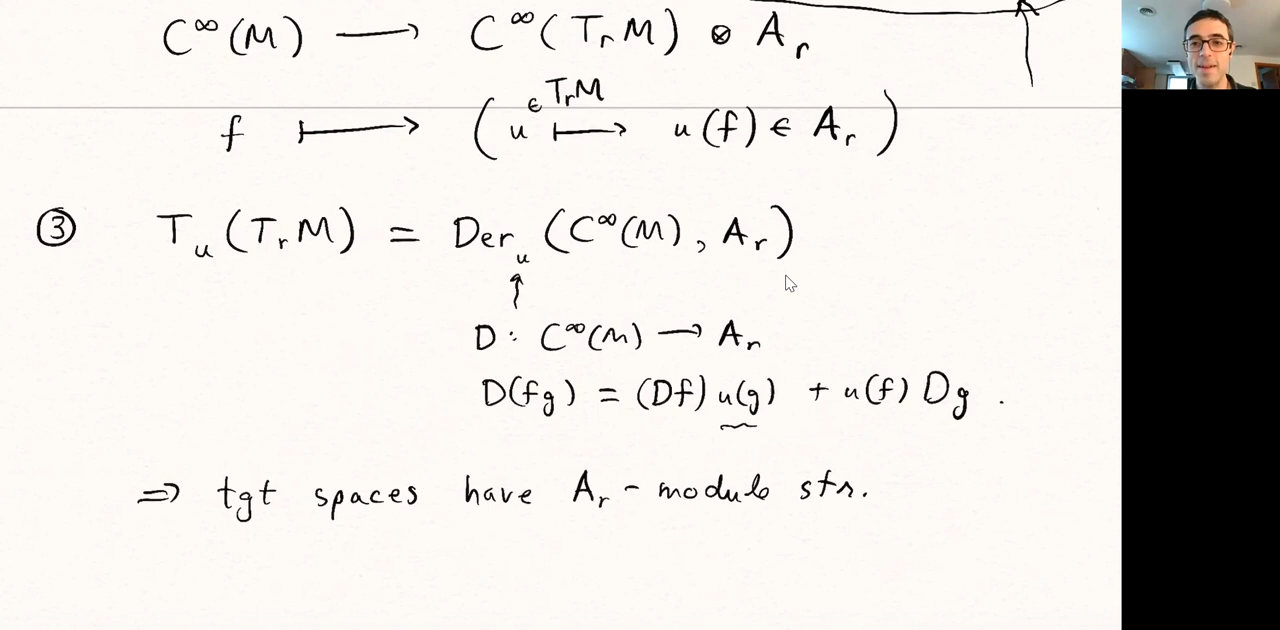 C^∞(M) → C^∞(T_r M) ⊗ A_r
f ↦ (u ∈ T_r M ↦ u(f) ∈ A_r)
③ T_u(T_r M) = Der_u (C^∞(M), A_r)
↑
D : C^∞(M) → A_r
D(fg) = (Df) u(g) + u(f) Dg .
⇒ tgt spaces have A_r - module str.